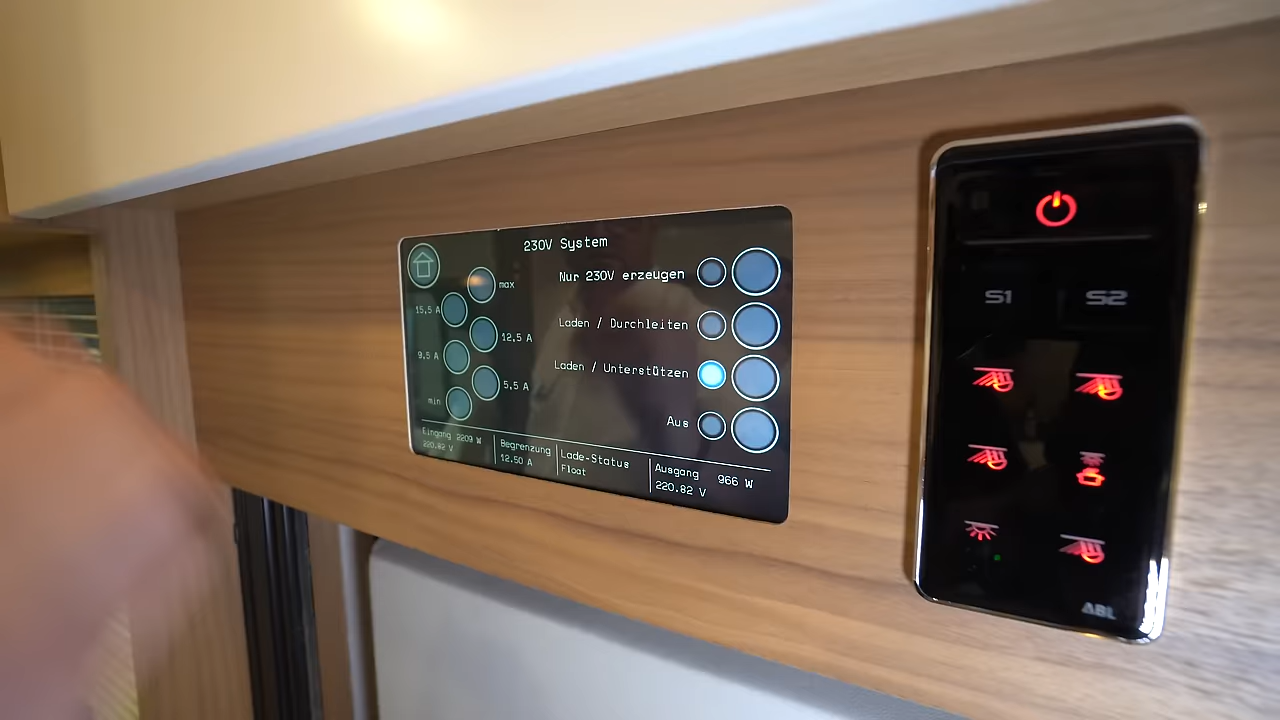 230V System
max
Nur 230V erzeugen
15,5 A
12.5 A
Laden / Durchleiten
9,5 A
5,5 A
Laden / Unterstützen
min
Aus
Eingang 2209 W
220.82 V
Begrenzung
12.50 A
Lade-Status
Float
Ausgang 966 W
220.82 V
S1 S2
ABL